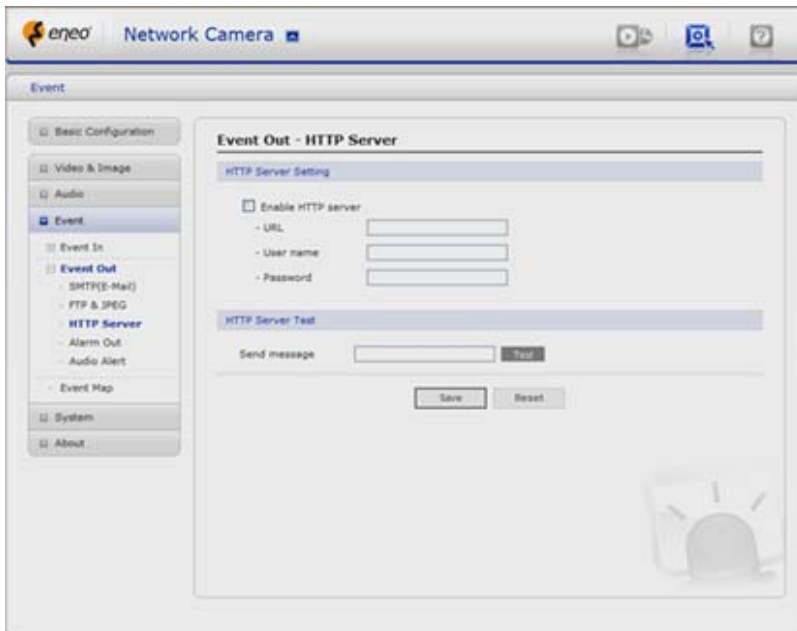 eneo
Network Camera
?
Event
Basic Configuration
Video & Image
Audio
Event
Event In
Event Out
SMTP(E-Mail)
FTP & JPEG
HTTP Server
Alarm Out
Audio Alert
Event Map
System
About
Event Out - HTTP Server
HTTP Server Setting
Enable HTTP server
- URL
- User name
- Password
HTTP Server Test
Send message
Test
Save
Reset